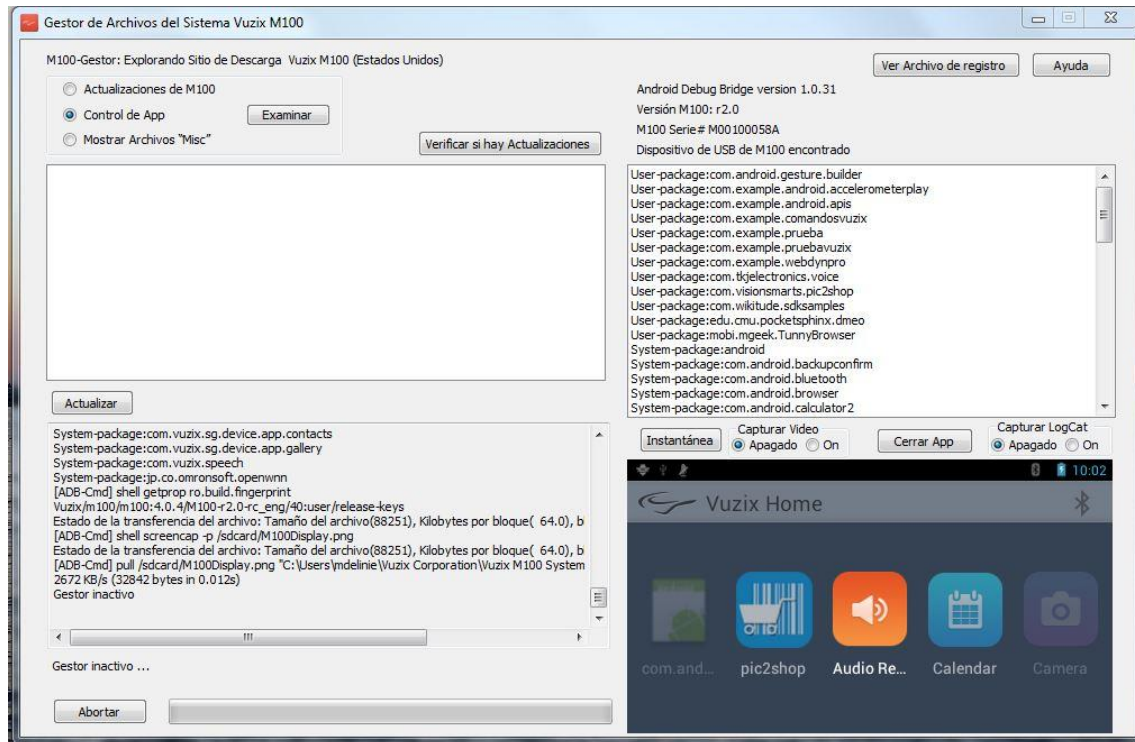 Gestor de Archivos del Sistema Vuzix M100
M100-Gestor: Explorando Sitio de Descarga Vuzix M100 (Estados Unidos)
Ver Archivo de registro
Ayuda
Actualizaciones de M100
Control de App
Examinar
Mostrar Archivos "Misc"
Verificar si hay Actualizaciones
Android Debug Bridge version 1.0.31
Versión M100: r2.0
M100 Serie# M00100058A
Dispositivo de USB de M100 encontrado
User-package:com.android.gesture.builder
User-package:com.example.android.accelerometerplay
User-package:com.example.android.apis
User-package:com.example.comandosvuzix
User-package:com.example.prueba
User-package:com.example.pruebavuzix
User-package:com.example.webdynpro
User-package:com.tkjelectronics.voice
User-package:com.visionsmarts.pic2shop
User-package:com.wikitude.sdksamples
User-package:edu.cmu.pocketsphinx.dmeo
User-package:mobi.mgeek.TunnyBrowser
System-package:android
System-package:com.android.backupconfirm
System-package:com.android.bluetooth
System-package:com.android.browser
System-package:com.android.calculator2
Actualizar
System-package:com.vuzix.sg.device.app.contacts
System-package:com.vuzix.sg.device.app.gallery
System-package:com.vuzix.speech
System-package:jp.co.omronsoft.openwnn
[ADB-Cmd] shell getprop ro.build.fingerprint
Vuzix/m100/m100:4.0.4/M100-r2.0-rc_eng/40:user/release-keys
Estado de la transferencia del archivo: Tamaño del archivo(88251), Kilobytes por bloque( 64.0), bl
[ADB-Cmd] shell screencap -p /sdcard/M100Display.png
Estado de la transferencia del archivo: Tamaño del archivo(88251), Kilobytes por bloque( 64.0), bl
[ADB-Cmd] pull /sdcard/M100Display.png "C:\Users\mdelinie\Vuzix Corporation\Vuzix M100 System
2672 KB/s (32842 bytes in 0.012s)
Gestor inactivo
Gestor inactivo ...
Abortar
Instantánea
Capturar Video
Apagado
On
Cerrar App
Capturar LogCat
Apagado
On
10:02
Vuzix Home
com.and...
pic2shop
Audio Re...
Calendar
Camera